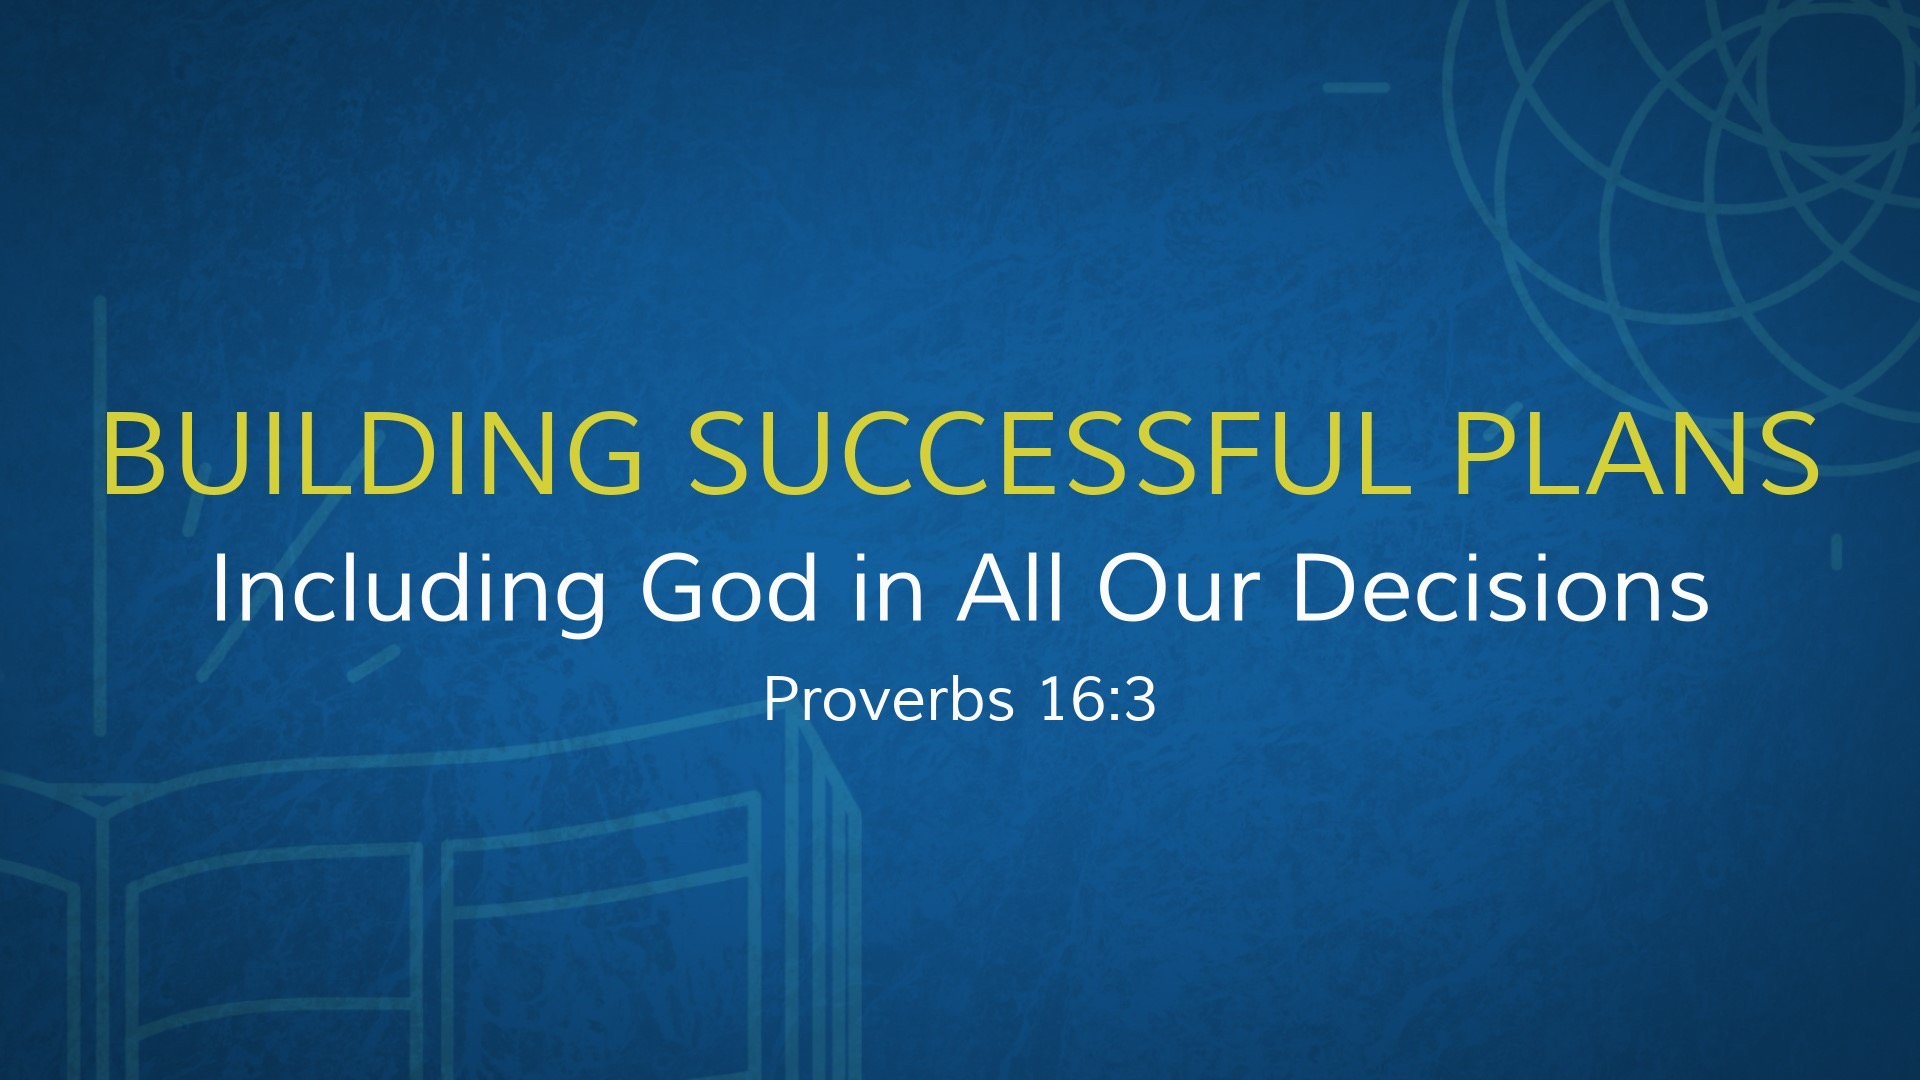 BUILDING SUCCESSFUL PLANS
Including God in All Our Decisions
Proverbs 16:3